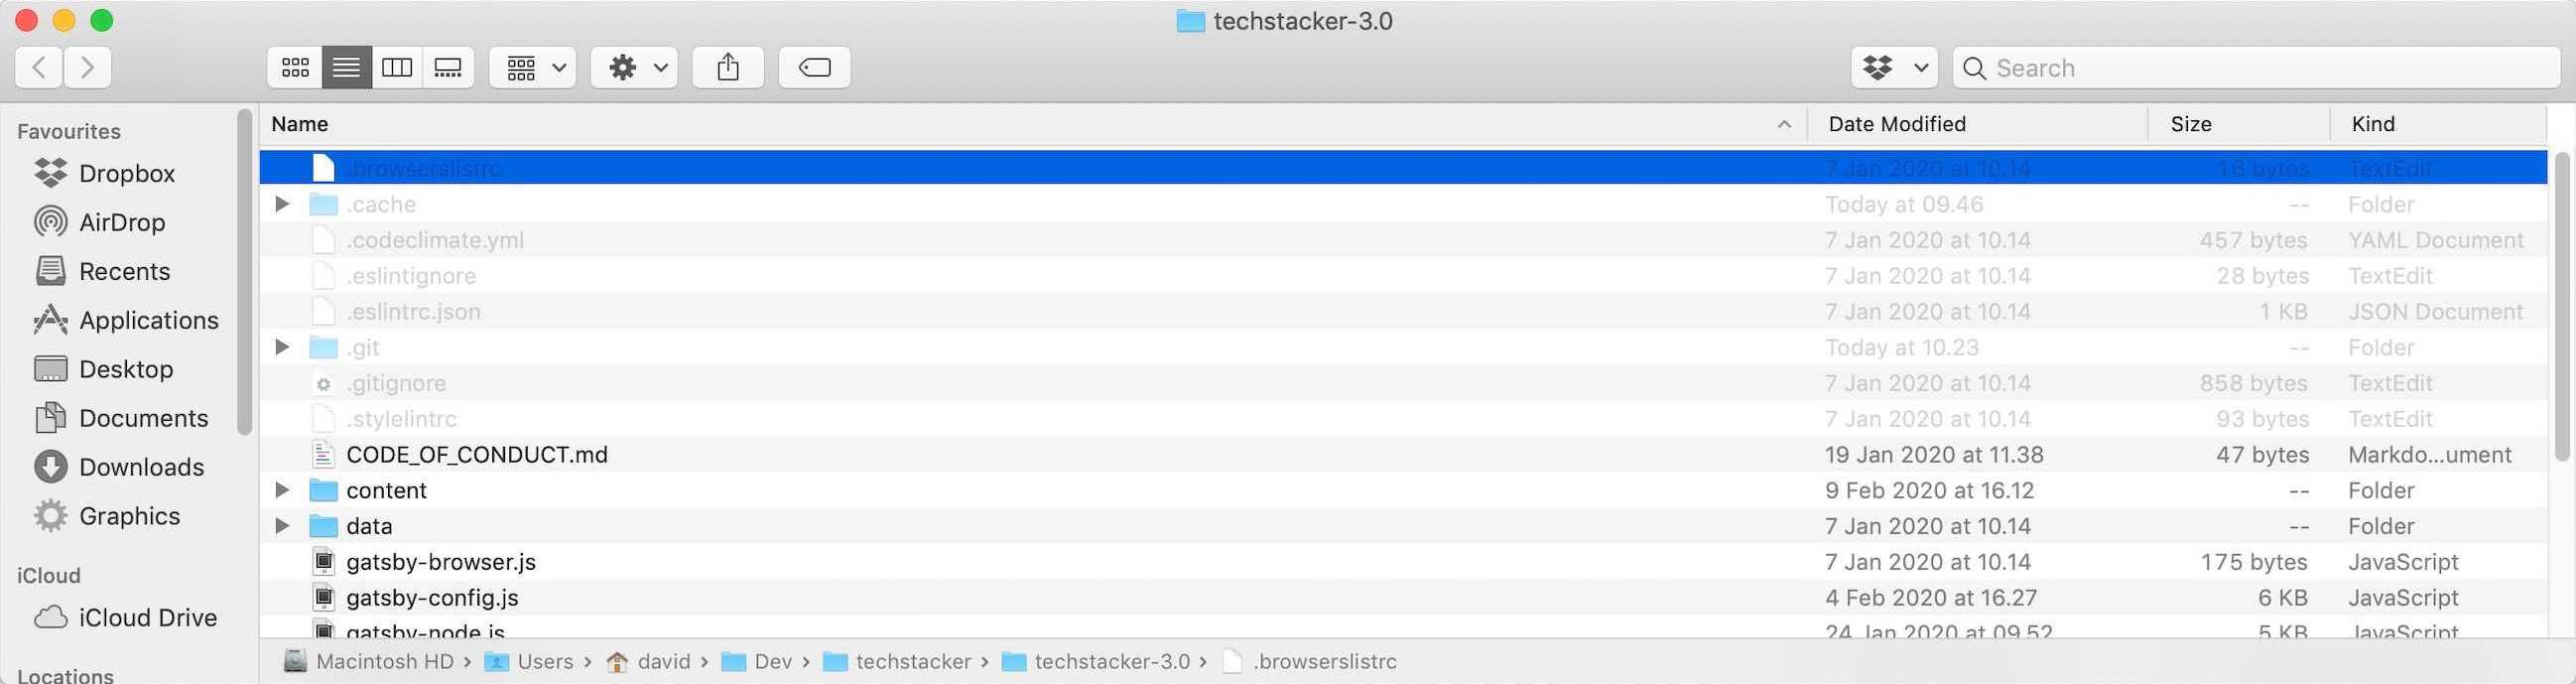 techstacker-3.0
Search
Favourites
Dropbox
AirDrop
Recents
Applications
Desktop
Documents
Downloads
Graphics
iCloud
iCloud Drive
Locations
Name Date Modified Size Kind
.browserslistrc 7 Jan 2020 at 10.14 16 bytes TextEdit
.cache Today at 09.46 -- Folder
.codeclimate.yml 7 Jan 2020 at 10.14 457 bytes YAML Document
.eslintignore 7 Jan 2020 at 10.14 28 bytes TextEdit
.eslintrc.json 7 Jan 2020 at 10.14 1 KB JSON Document
.git Today at 10.23 -- Folder
.gitignore 7 Jan 2020 at 10.14 858 bytes TextEdit
.stylelintrc 7 Jan 2020 at 10.14 93 bytes TextEdit
CODE_OF_CONDUCT.md 19 Jan 2020 at 11.38 47 bytes Markdo...ument
content 9 Feb 2020 at 16.12 -- Folder
data 7 Jan 2020 at 10.14 -- Folder
gatsby-browser.js 7 Jan 2020 at 10.14 175 bytes JavaScript
gatsby-config.js 4 Feb 2020 at 16.27 6 KB JavaScript
gatsby-node.js 24 Jan 2020 at 09.52 5 KB JavaScript
Macintosh HD › Users › david › Dev › techstacker › techstacker-3.0 › .browserslistrc